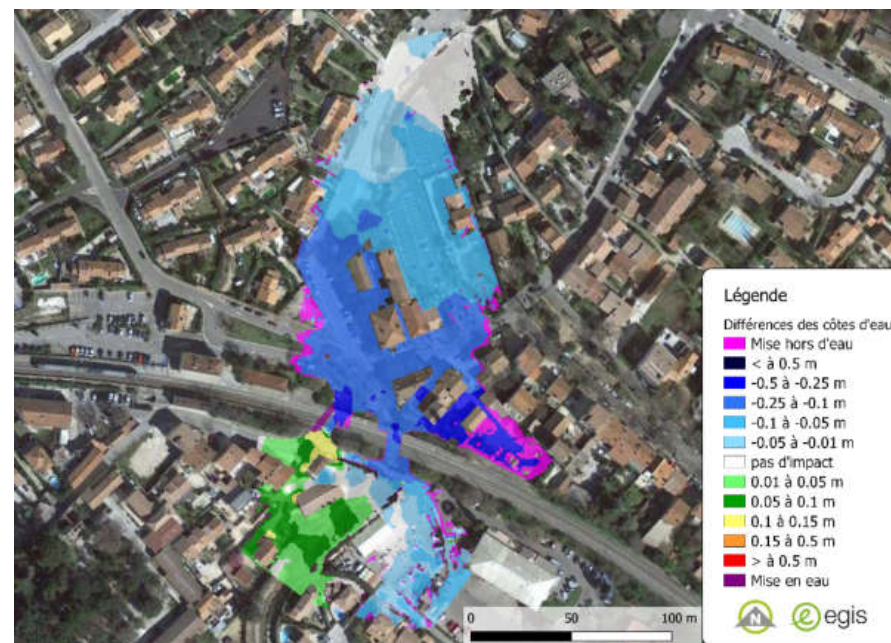 Légende
Différences des côtes d'eau
Mise hors d'eau
< à 0.5 m
-0.5 à -0.25 m
-0.25 à -0.1 m
-0.1 à -0.05 m
-0.05 à -0.01 m
pas d'impact
0.01 à 0.05 m
0.05 à 0.1 m
0.1 à 0.15 m
0.15 à 0.5 m
> à 0.5 m
Mise en eau
N
egis
0 50 100 m